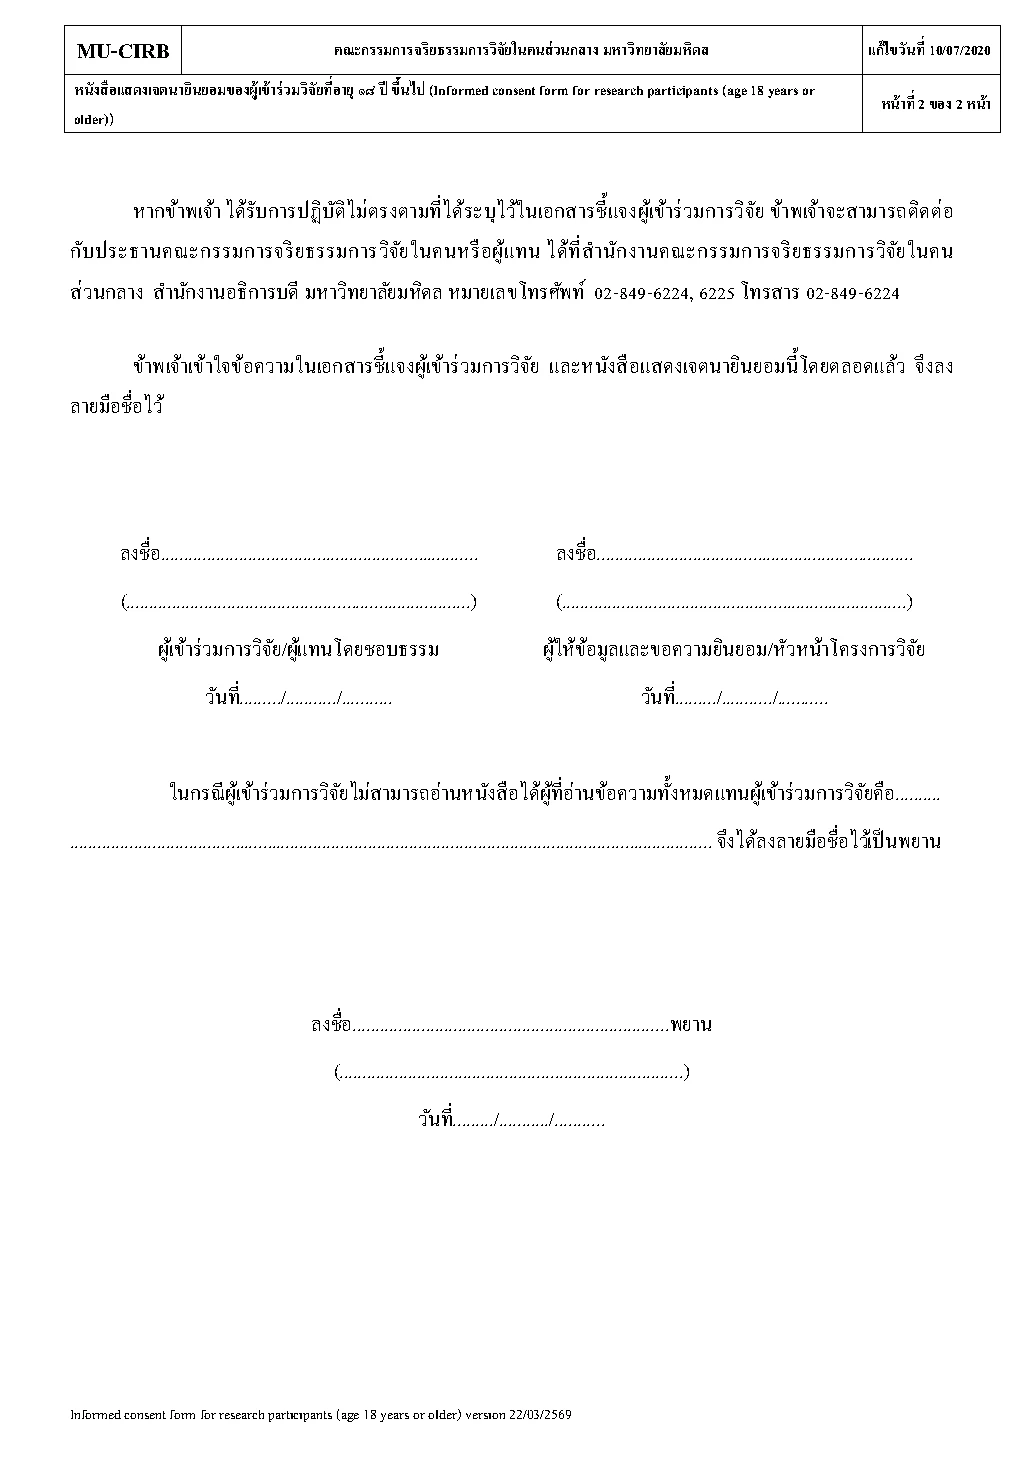 MU-CIRB
คณะกรรมการจริยธรรมการวิจัยในคนส่วนกลาง มหาวิทยาลัยมหิดล
แก้ไขวันที่ 10/07/2020
หนังสือแสดงเจตนายินยอมของผู้เข้าร่วมวิจัยที่อายุ ๑๘ ปี ขึ้นไป (Informed consent form for research participants (age 18 years or
older))
หน้าที่ 2 ของ 2 หน้า
หากข้าพเจ้า ได้รับการปฏิบัติไม่ตรงตามที่ได้ระบุไว้ในเอกสารชี้แจงผู้เข้าร่วมการวิจัย ข้าพเจ้าจะสามารถติดต่อ
กับประธานคณะกรรมการจริยธรรมการวิจัยในคนหรือผู้แทน ได้ที่สำนักงานคณะกรรมการจริยธรรมการวิจัยในคน
ส่วนกลาง สำนักงานอธิการบดี มหาวิทยาลัยมหิดล หมายเลขโทรศัพท์ 02-849-6224, 6225 โทรสาร 02-849-6224
ข้าพเจ้าเข้าใจข้อความในเอกสารชี้แจงผู้เข้าร่วมการวิจัย และหนังสือแสดงเจตนายินยอมนี้โดยตลอดแล้ว จึงลง
ลายมือชื่อไว้
ลงชื่อ..................................................................... ลงชื่อ.....................................................................
(...........................................................................) (...........................................................................)
ผู้เข้าร่วมการวิจัย/ผู้แทนโดยชอบธรรม ผู้ให้ข้อมูลและขอความยินยอม/หัวหน้าโครงการวิจัย
วันที่........./.........../........... วันที่........./.........../...........
ในกรณีผู้เข้าร่วมการวิจัยไม่สามารถอ่านหนังสือได้ผู้ที่อ่านข้อความทั้งหมดแทนผู้เข้าร่วมการวิจัยคือ..........
............................................................................................................................................ จึงได้ลงลายมือชื่อไว้เป็นพยาน
ลงชื่อ.....................................................................พยาน
(...........................................................................)
วันที่........./.........../...........
Informed consent form for research participants (age 18 years or older) version 22/03/2569